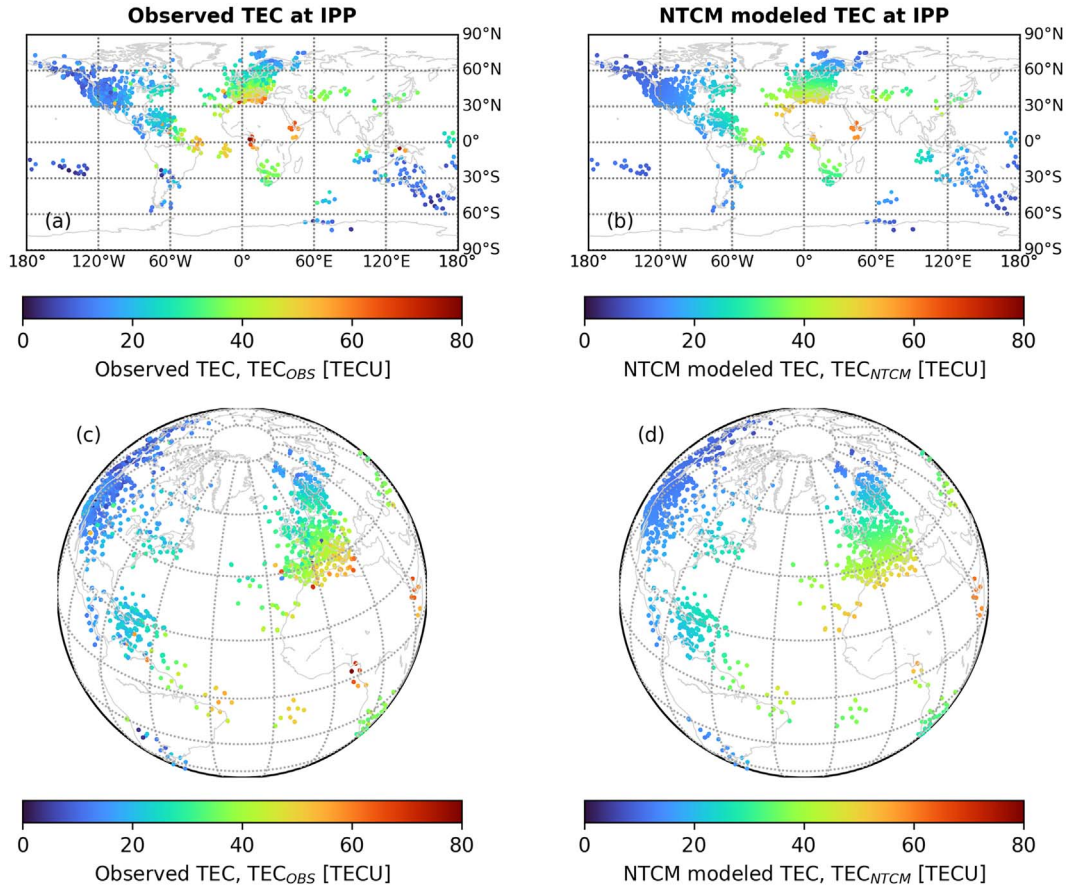 Observed TEC at IPP
NTCM modeled TEC at IPP
90°N
60°N
30°N
0°
30°S
60°S
90°S
(a)
180° 120°W 60°W 0° 60°E 120°E 180°
90°N
60°N
30°N
0°
30°S
60°S
90°S
(b)
180° 120°W 60°W 0° 60°E 120°E 180°
0 20 40 60 80
Observed TEC, TEC_OBS [TECU]
0 20 40 60 80
NTCM modeled TEC, TEC_NTCM [TECU]
(c)
(d)
0 20 40 60 80
Observed TEC, TEC_OBS [TECU]
0 20 40 60 80
NTCM modeled TEC, TEC_NTCM [TECU]